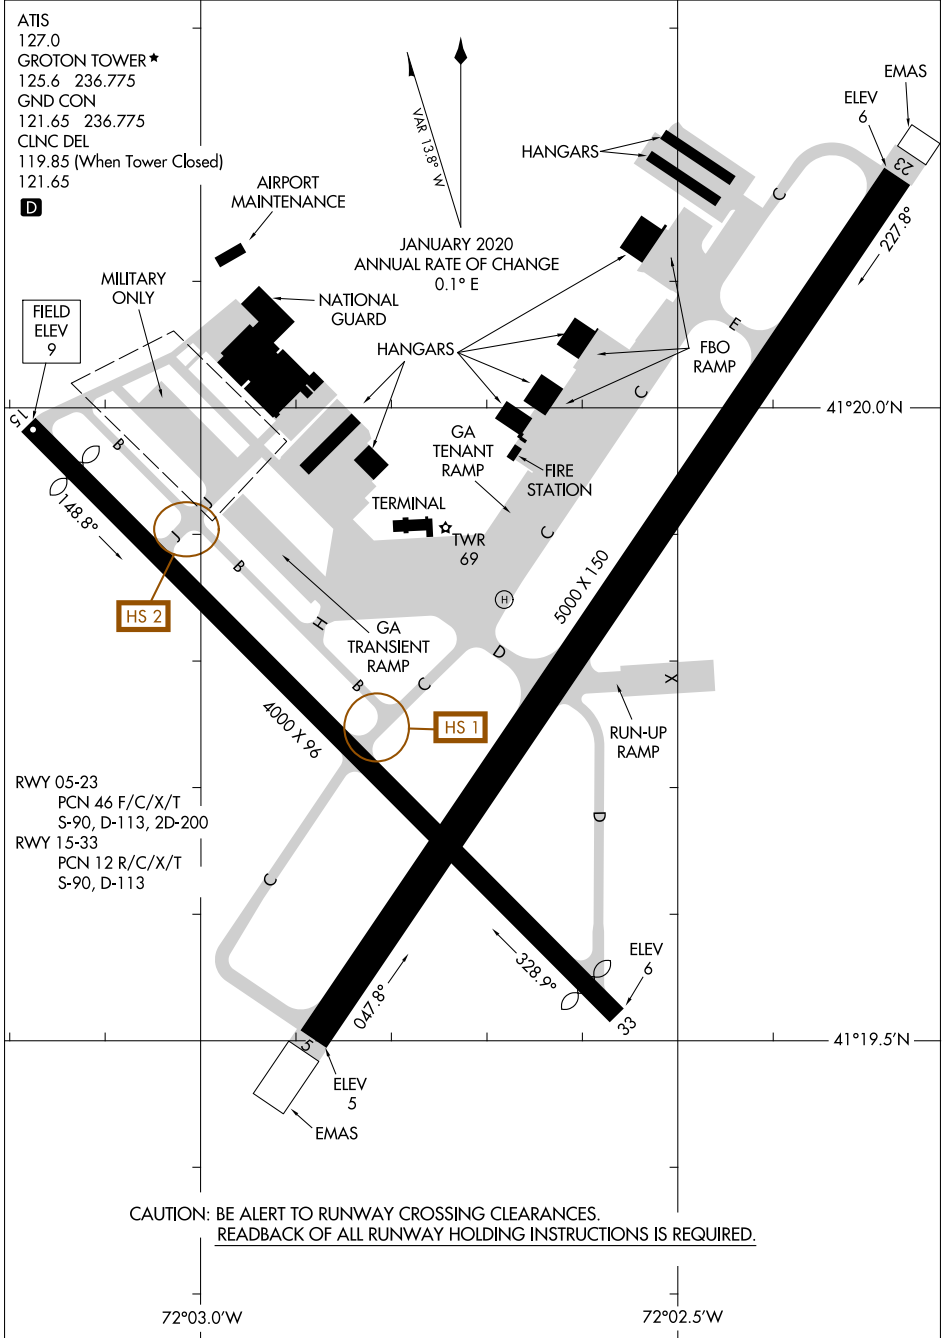 ATIS
127.0
GROTON TOWER★
125.6 236.775
GND CON
121.65 236.775
CLNC DEL
119.85 (When Tower Closed)
121.65
D
VAR 13.8° W
JANUARY 2020
ANNUAL RATE OF CHANGE
0.1° E
EMAS
ELEV
6
23
227.8°
HANGARS
C
AIRPORT
MAINTENANCE
MILITARY
ONLY
NATIONAL
GUARD
FIELD
ELEV
9
HANGARS
E
FBO
RAMP
C
41°20.0'N
15
B
148.8°
J
J
HS 2
B
GA
TENANT
RAMP
FIRE
STATION
TERMINAL
TWR
69
C
5000 X 150
H
H
GA
TRANSIENT
RAMP
D
B
C
X
RUN-UP
RAMP
HS 1
4000 X 96
RWY 05-23
PCN 46 F/C/X/T
S-90, D-113, 2D-200
RWY 15-33
PCN 12 R/C/X/T
S-90, D-113
D
C
328.9°
ELEV
6
33
047.8°
5
41°19.5'N
ELEV
5
EMAS
CAUTION: BE ALERT TO RUNWAY CROSSING CLEARANCES.
READBACK OF ALL RUNWAY HOLDING INSTRUCTIONS IS REQUIRED.
72°03.0'W
72°02.5'W